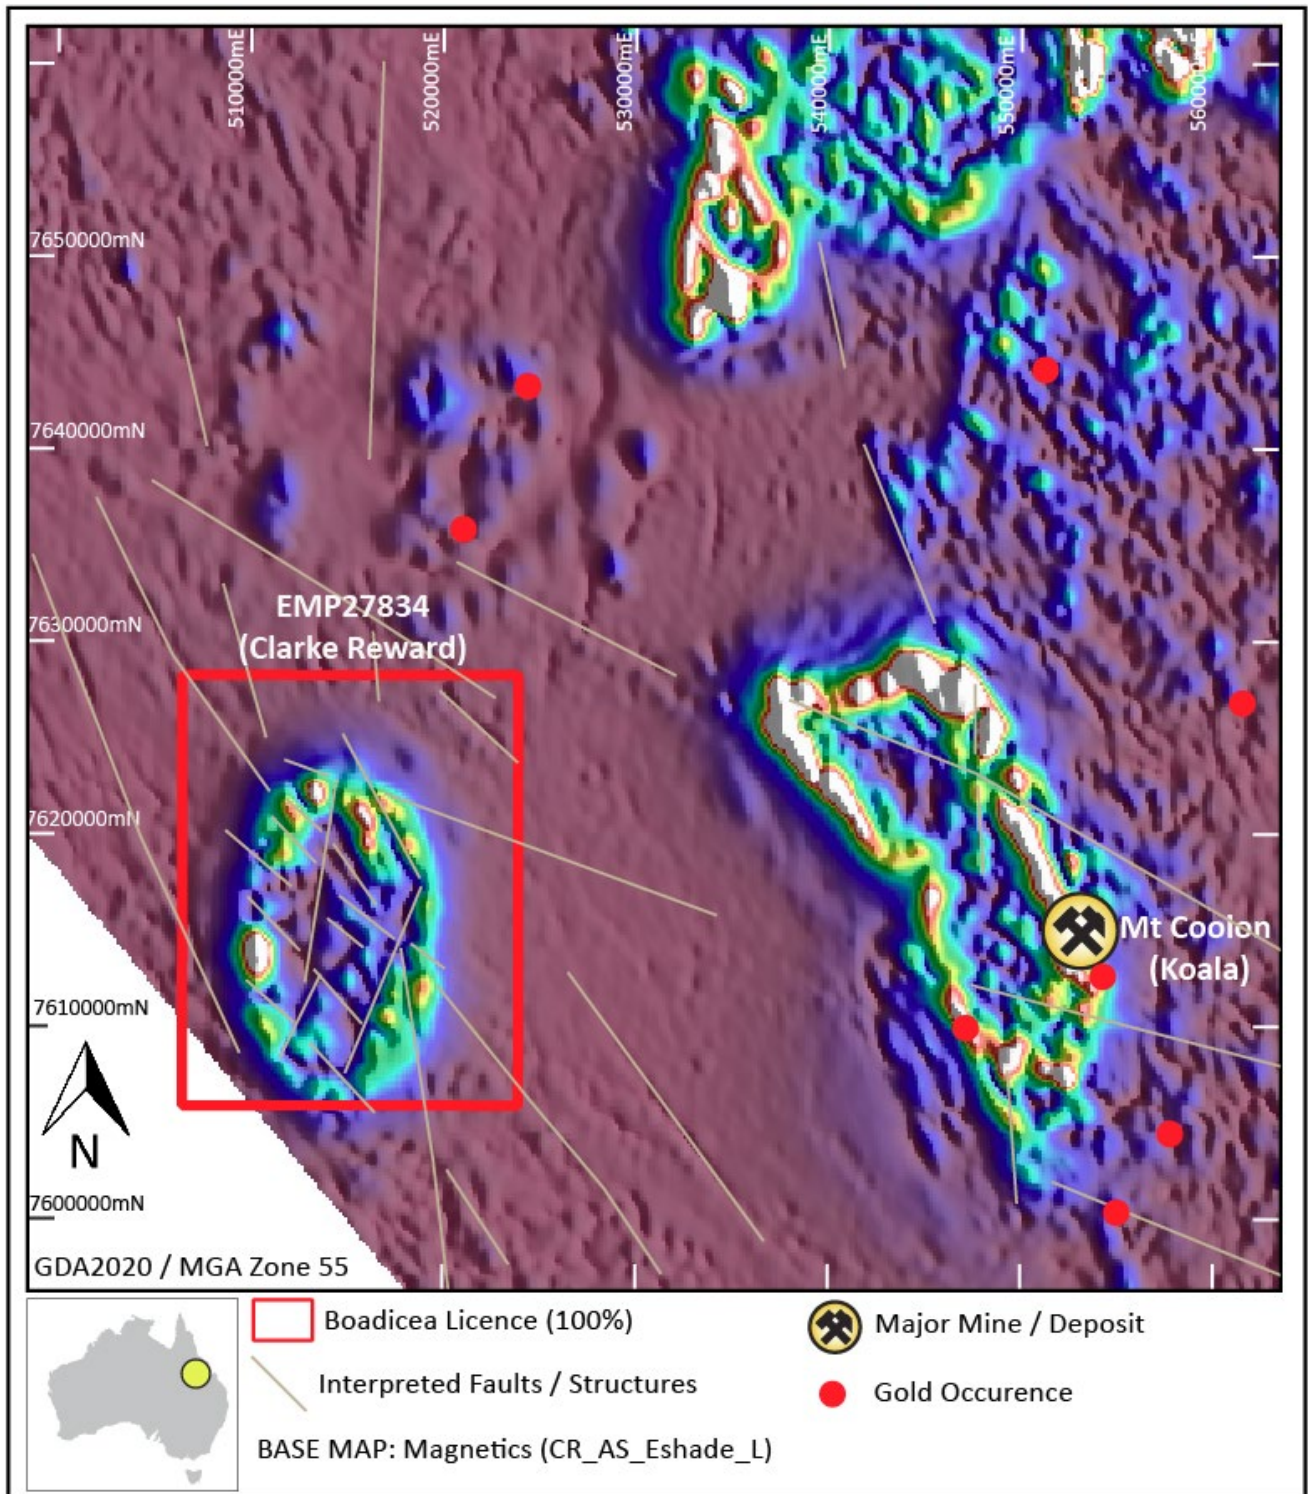 510000mE
520000mE
530000mE
540000mE
550000mE
560000mE
7650000mN
7640000mN
7630000mN
EMP27834
(Clarke Reward)
7620000mN
Mt Cooion
(Koala)
7610000mN
N
7600000mN
GDA2020 / MGA Zone 55
Boadicea Licence (100%)
Major Mine / Deposit
Interpreted Faults / Structures
Gold Occurence
BASE MAP: Magnetics (CR_AS_Eshade_L)